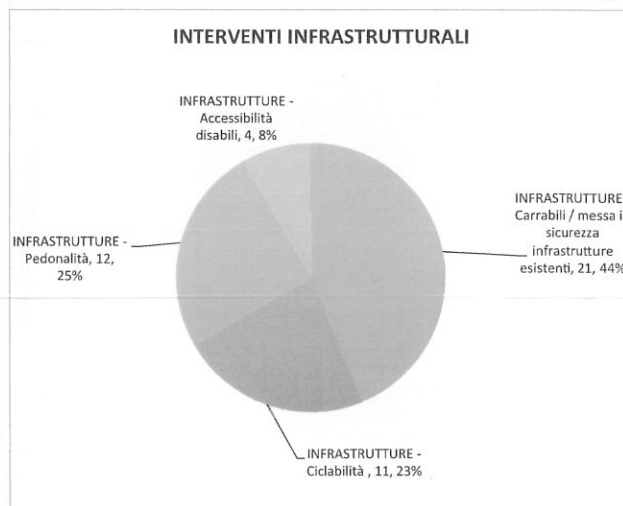 INTERVENTI INFRASTRUTTURALI
INFRASTRUTTURE -
Accessibilità
disabili, 4, 8%
INFRASTRUTTURE
Carrabili / messa i
sicurezza
infrastrutture
esistenti, 21, 44%
INFRASTRUTTURE -
Pedonalità, 12,
25%
INFRASTRUTTURE -
Ciclabilità , 11, 23%